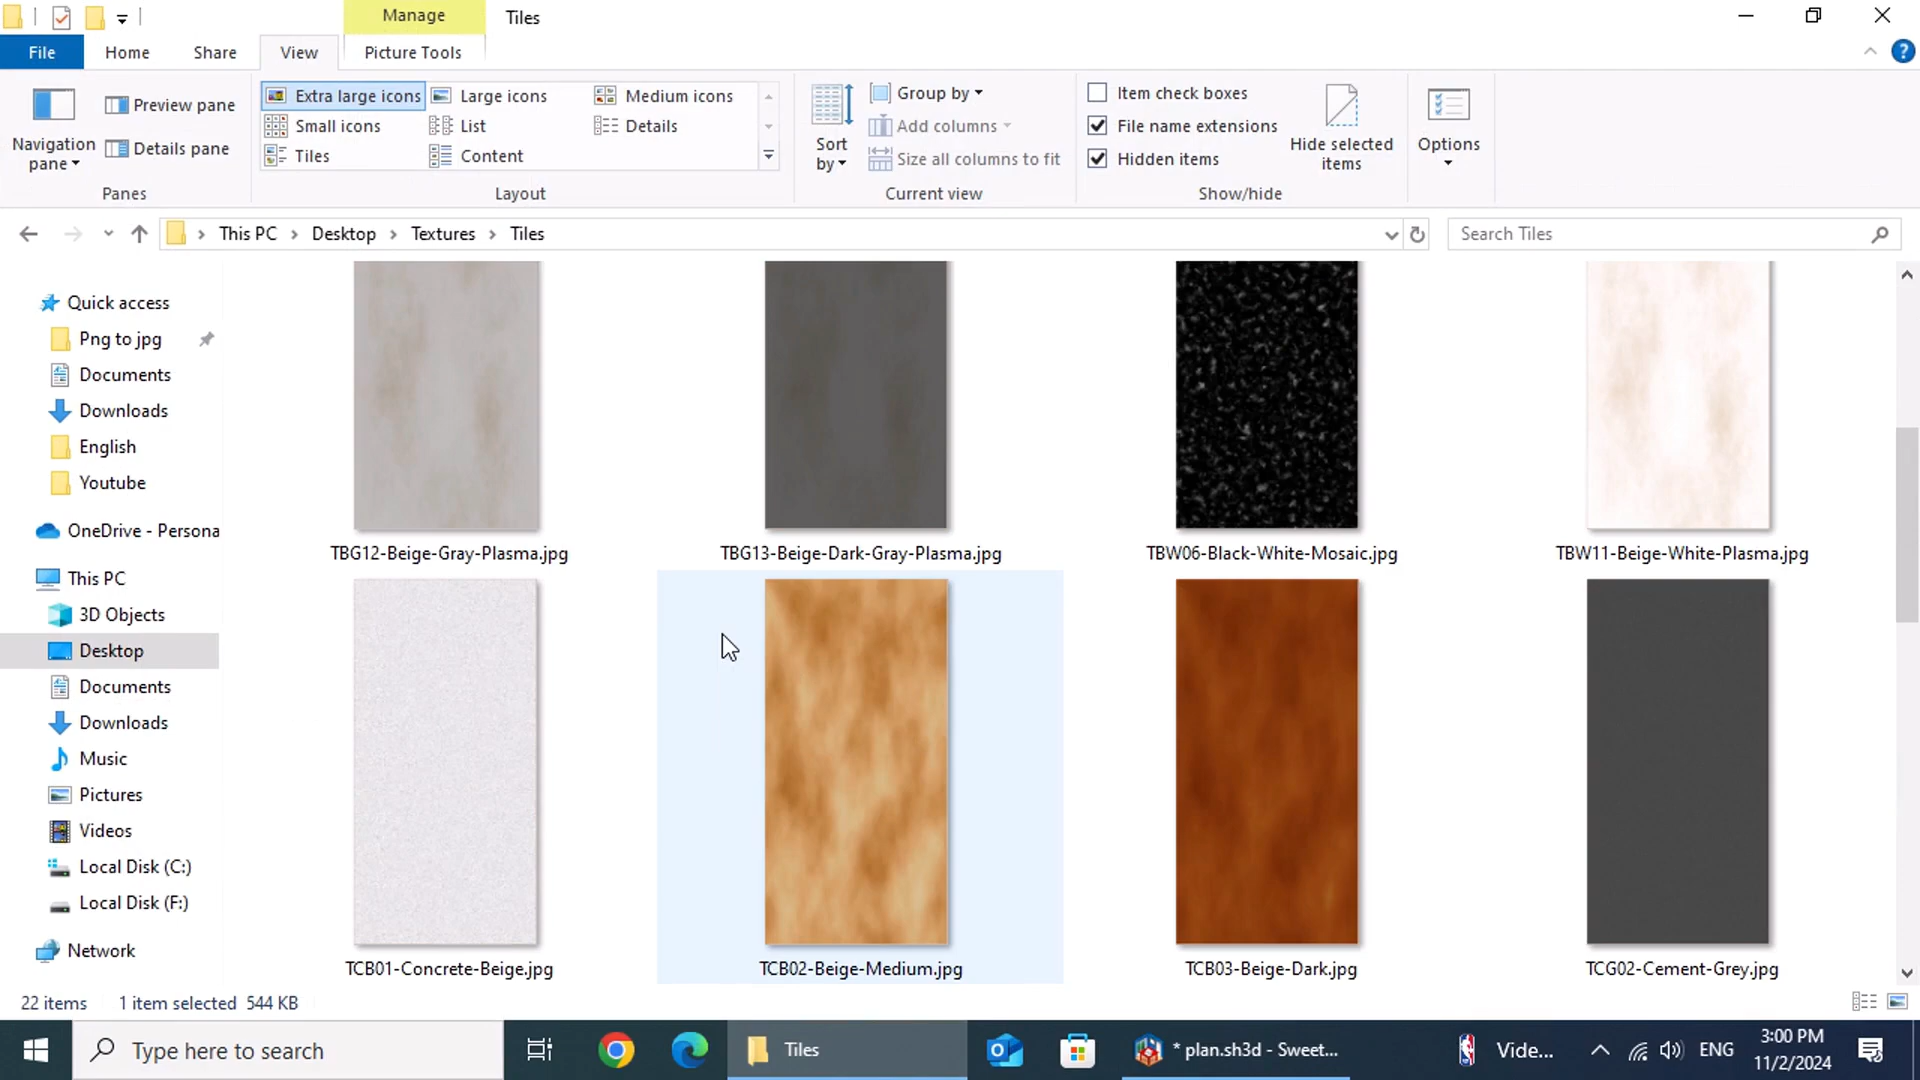 Manage
Tiles
File
Home
Share
View
Picture Tools
Navigation pane
Preview pane
Details pane
Panes
Extra large icons
Large icons
Medium icons
Small icons
List
Details
Tiles
Content
Layout
Sort by
Group by
Add columns
Size all columns to fit
Current view
Item check boxes
File name extensions
Hidden items
Hide selected items
Show/hide
Options
This PC
Desktop
Textures
Tiles
Search Tiles
Quick access
Png to jpg
Documents
Downloads
English
Youtube
OneDrive - Persona
This PC
3D Objects
Desktop
Documents
Downloads
Music
Pictures
Videos
Local Disk (C:)
Local Disk (F:)
Network
TBG12-Beige-Gray-Plasma.jpg
TBG13-Beige-Dark-Gray-Plasma.jpg
TBW06-Black-White-Mosaic.jpg
TBW11-Beige-White-Plasma.jpg
TCB01-Concrete-Beige.jpg
TCB02-Beige-Medium.jpg
TCB03-Beige-Dark.jpg
TCG02-Cement-Grey.jpg
22 items
1 item selected 544 KB
Type here to search
Tiles
* plan.sh3d - Sweet...
Vide...
ENG
3:00 PM
11/2/2024